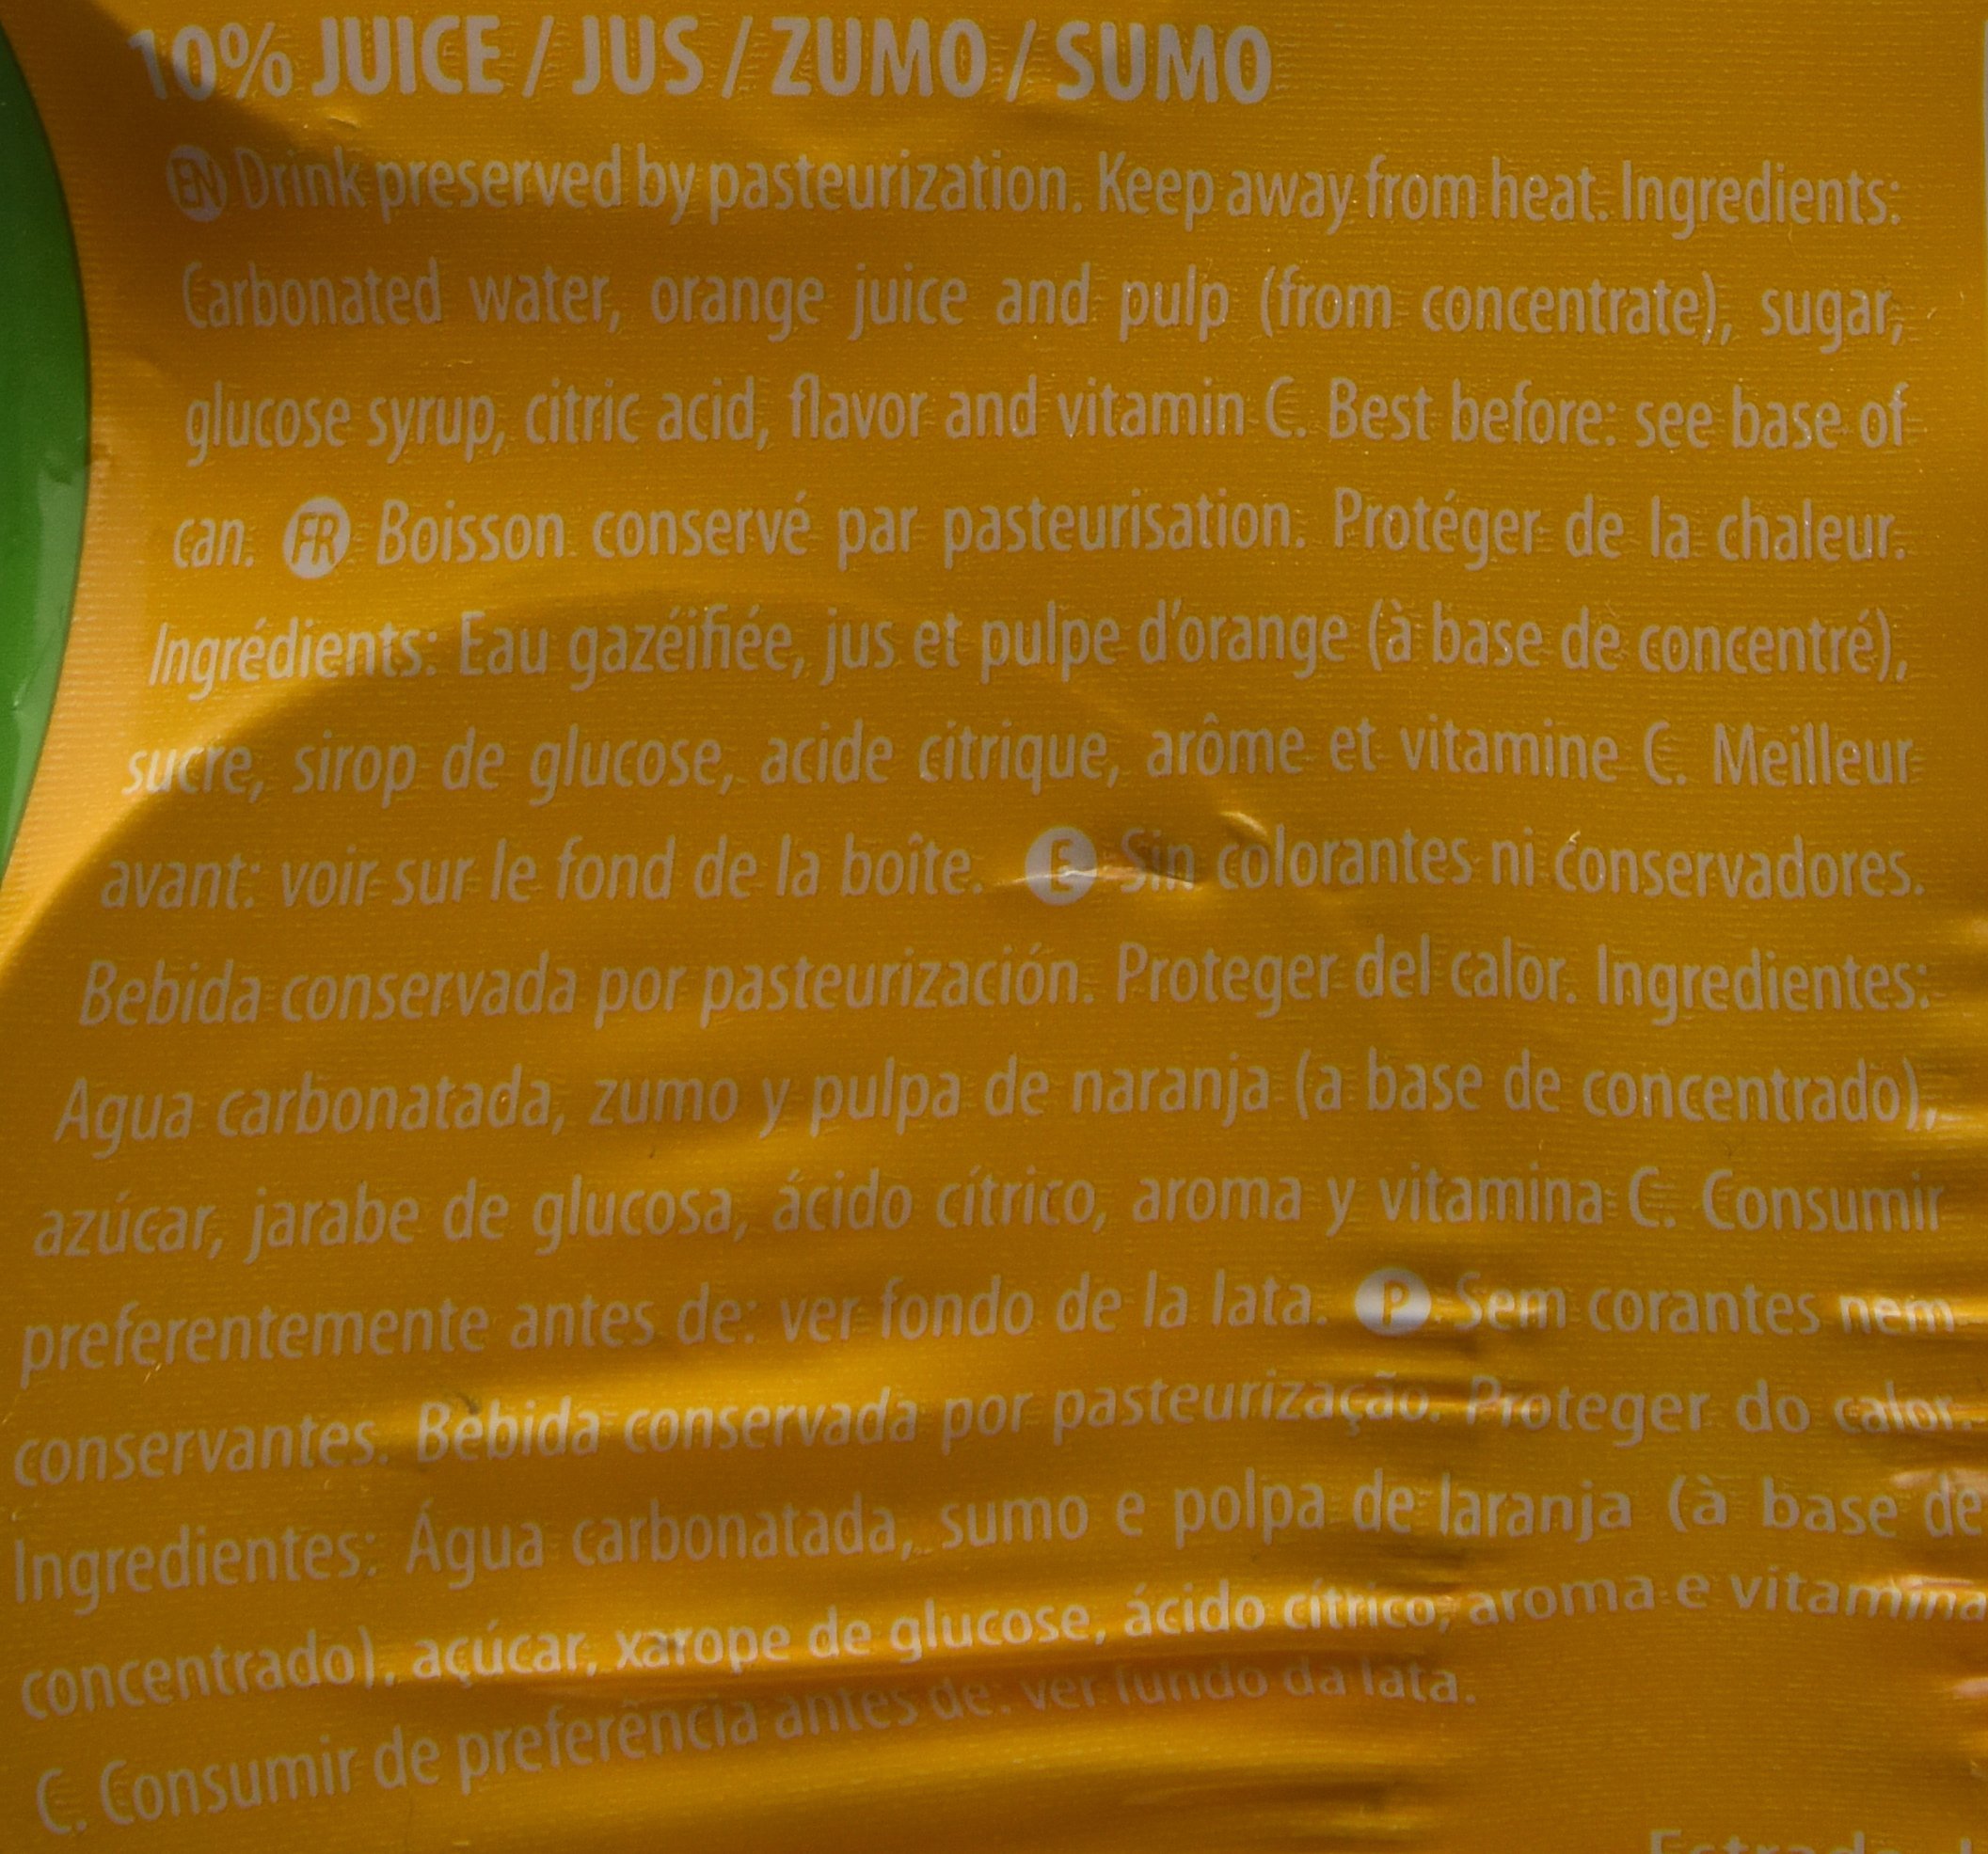 10% JUICE / JUS / ZUMO / SUMO
EN Drink preserved by pasteurization. Keep away from heat. Ingredients:
Carbonated water, orange juice and pulp (from concentrate), sugar,
glucose syrup, citric acid, flavor and vitamin C. Best before: see base of
can. FR Boisson conservé par pasteurisation. Protéger de la chaleur.
Ingrédients: Eau gazéifiée, jus et pulpe d'orange (à base de concentré),
sucre, sirop de glucose, acide citrique, arôme et vitamine C. Meilleur
avant: voir sur le fond de la boîte. E Sin colorantes ni conservadores.
Bebida conservada por pasteurización. Proteger del calor. Ingredientes:
Agua carbonatada, zumo y pulpa de naranja (a base de concentrado),
azúcar, jarabe de glucosa, ácido cítrico, aroma y vitamina C. Consumir
preferentemente antes de: ver fondo de la lata. P Sem corantes nem
conservantes. Bebida conservada por pasteurização. Proteger do calor.
Ingredientes: Água carbonatada, sumo e polpa de laranja (à base de
concentrado), açúcar, xarope de glucose, ácido cítrico, aroma e vitamina
C. Consumir de preferência antes de: ver fundo da lata.